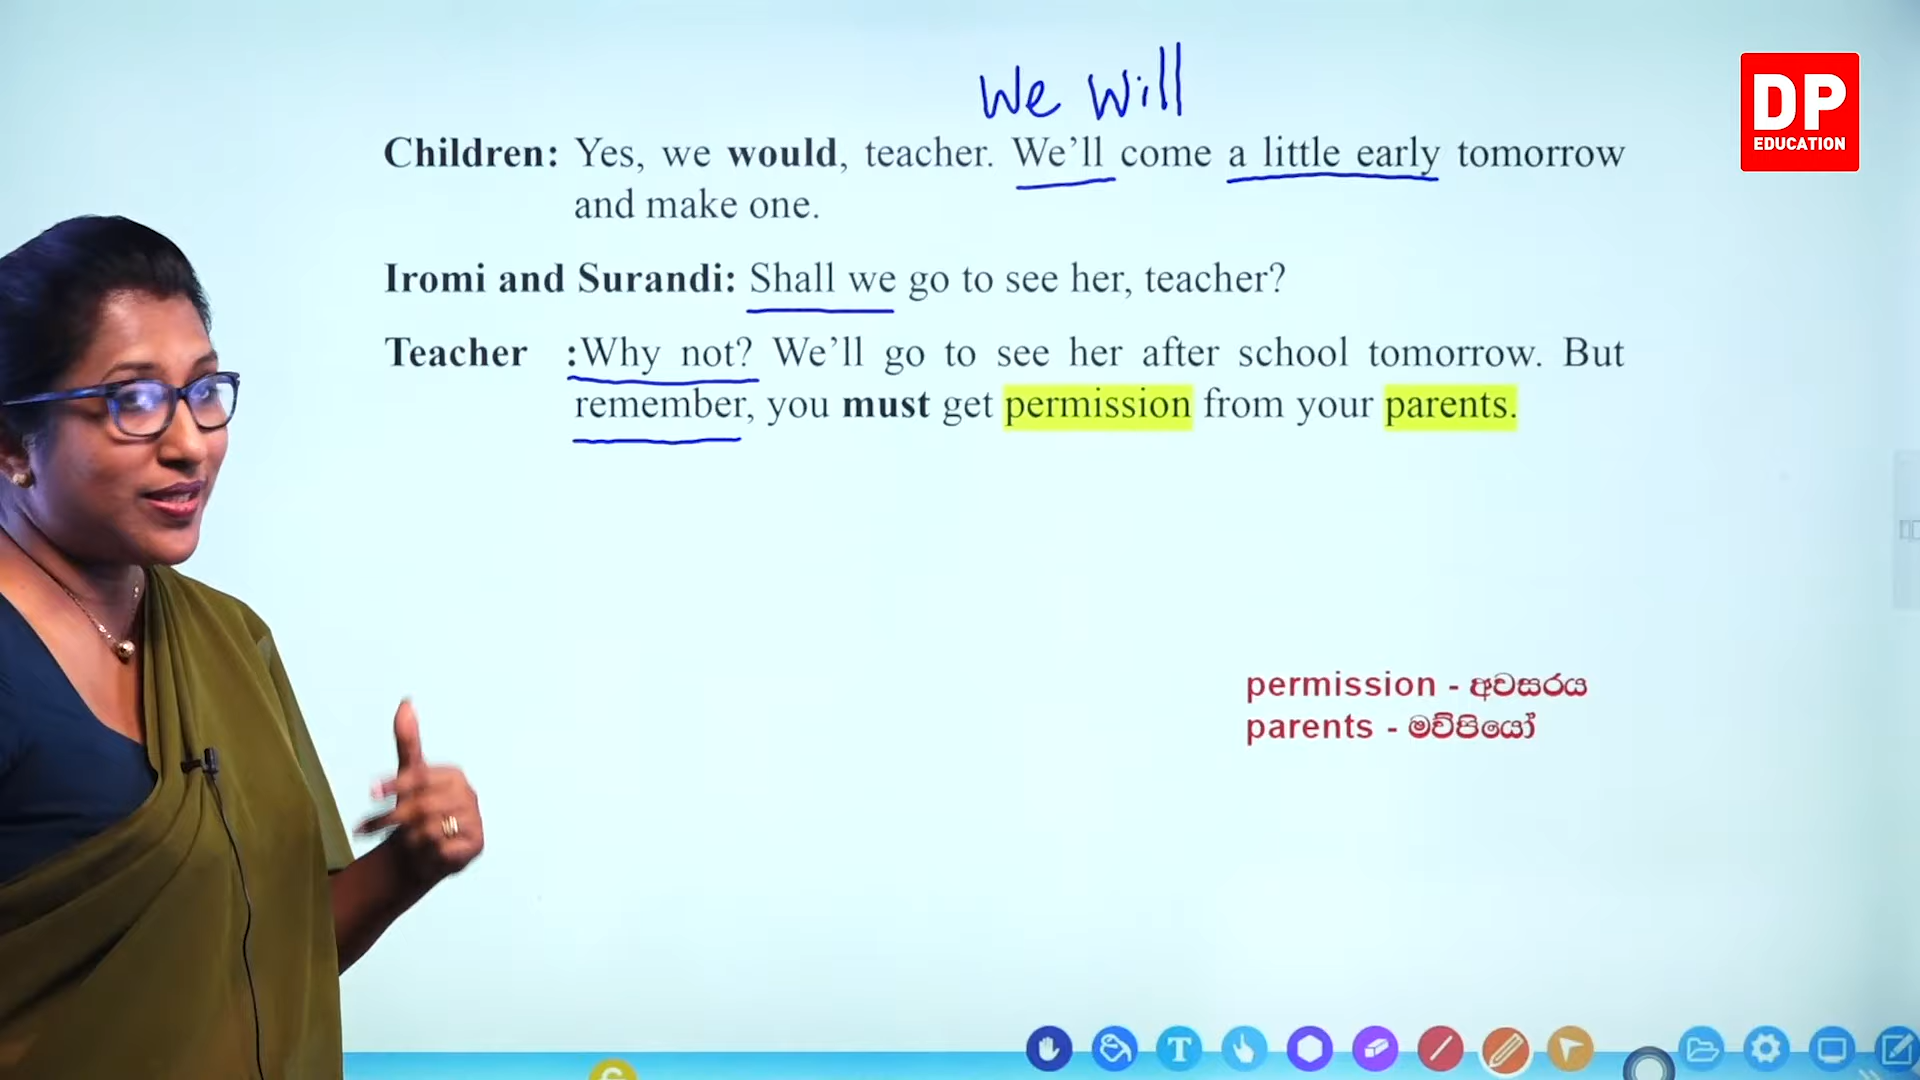 We Will
DP
EDUCATION
Children: Yes, we would, teacher. We’ll come a little early tomorrow
and make one.
Iromi and Surandi: Shall we go to see her, teacher?
Teacher :Why not? We’ll go to see her after school tomorrow. But
remember, you must get permission from your parents.
permission - අවසරය
parents - මව්පියෝ
T